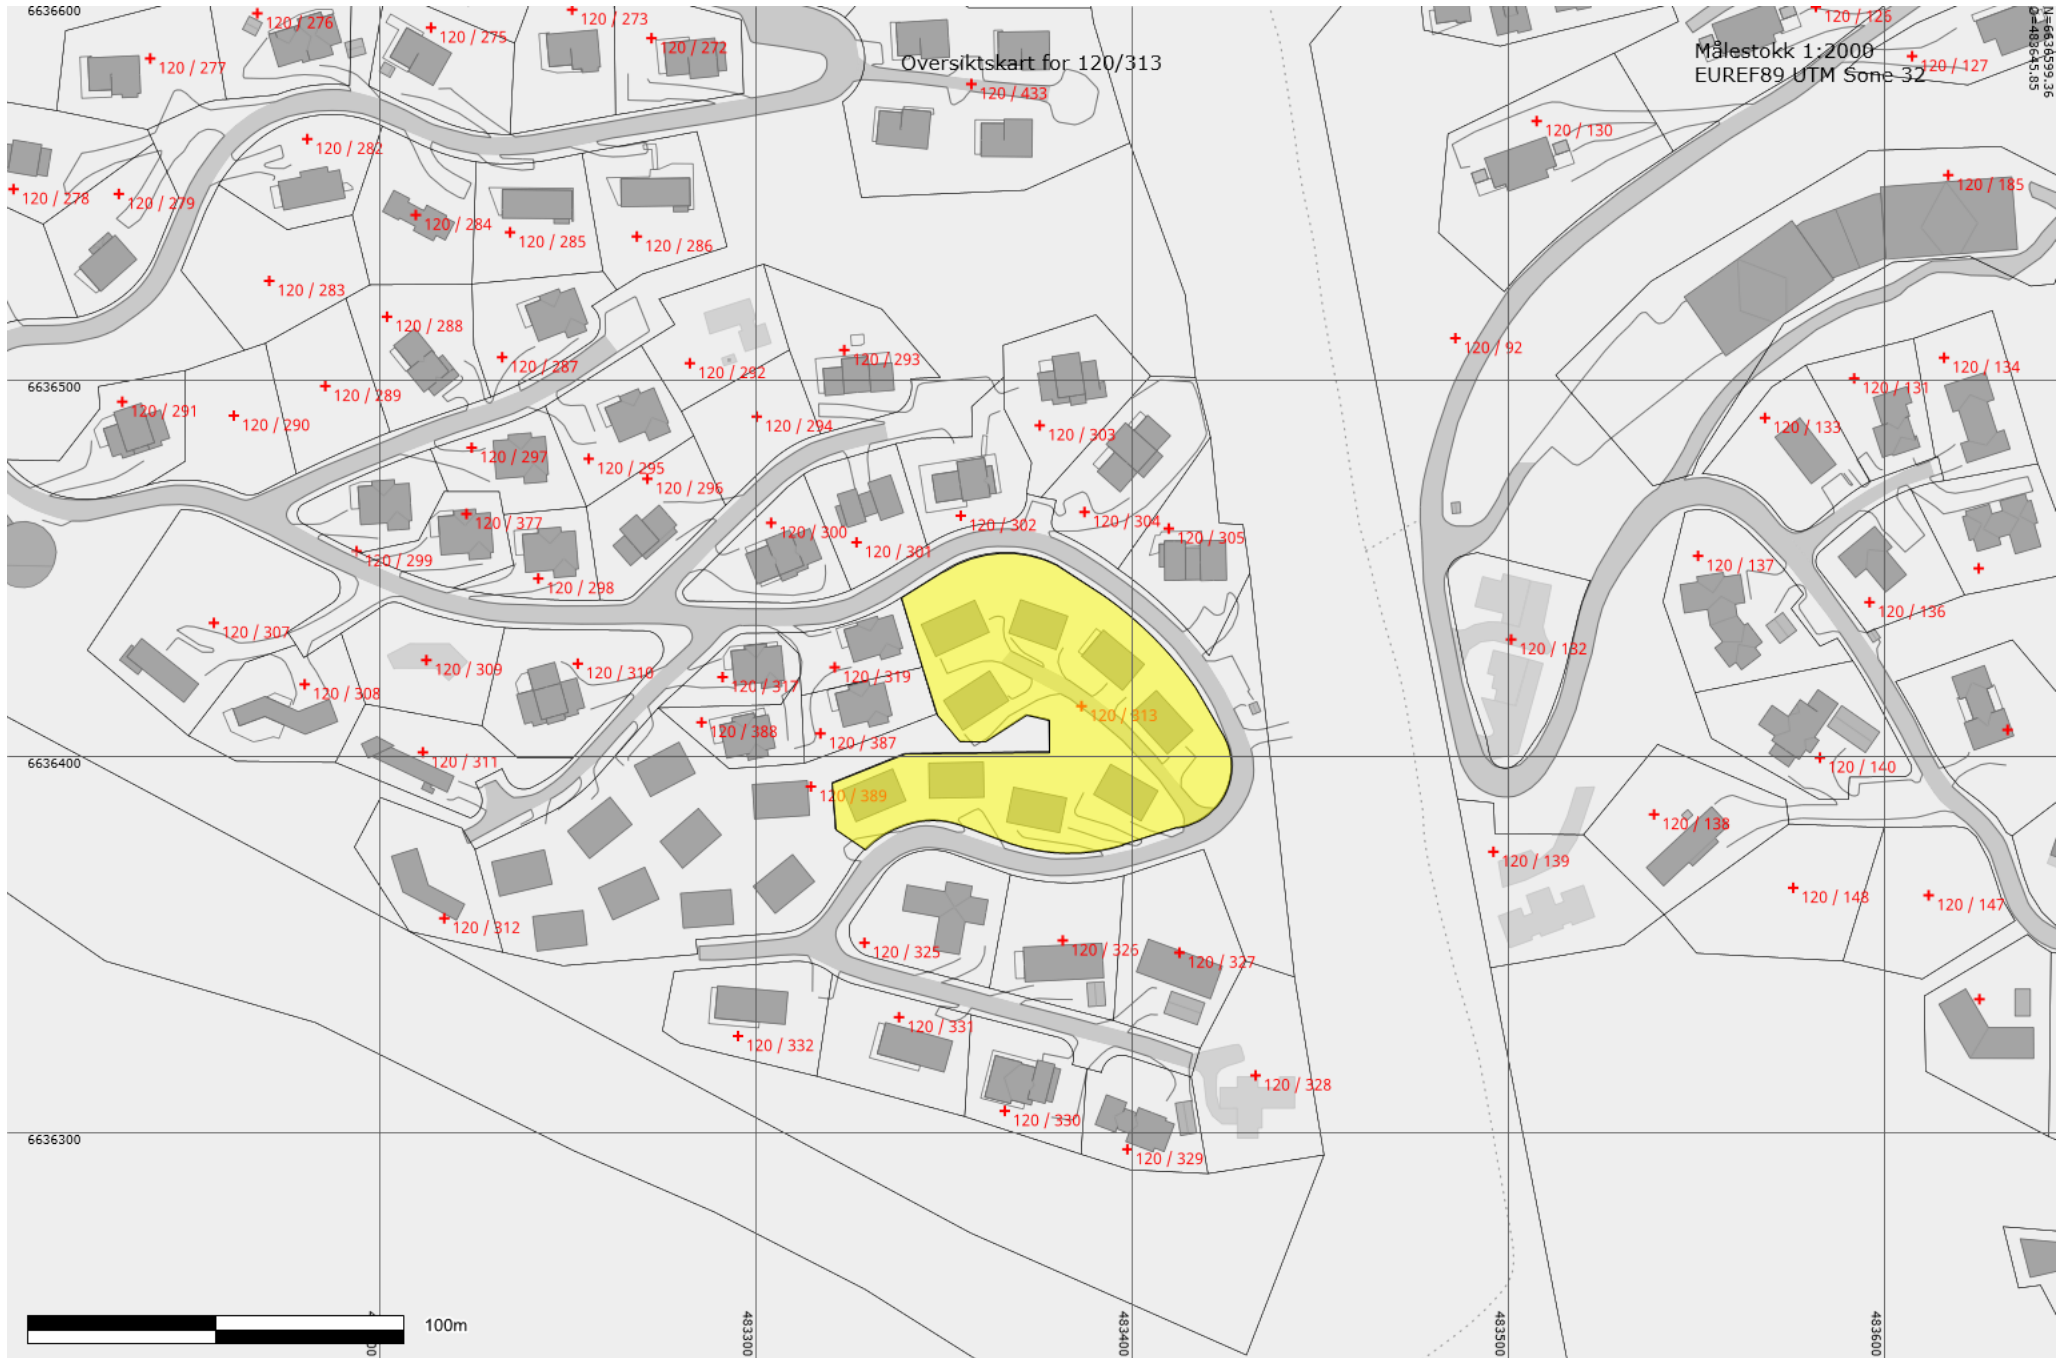 6636600
120 / 276
120 / 275
120 / 273
120 / 272
120 / 277
Oversiktskart for 120/313
120 / 433
Målestokk 1:2000
EUREF89 UTM Sone 32
120 / 126
120 / 127
N=6636599.36
Ø=483645.85
120 / 130
120 / 282
120 / 278
120 / 279
120 / 284
120 / 285
120 / 286
120 / 185
120 / 283
120 / 288
120 / 287
120 / 292
120 / 293
120 / 92
120 / 134
6636500
120 / 289
120 / 131
120 / 291
120 / 290
120 / 294
120 / 303
120 / 133
120 / 297
120 / 295
120 / 296
120 / 377
120 / 300
120 / 302
120 / 304
120 / 305
120 / 301
120 / 299
120 / 298
120 / 137
120 / 136
120 / 307
120 / 132
120 / 309
120 / 310
120 / 319
120 / 317
120 / 308
120 / 313
120 / 388
120 / 387
6636400
120 / 311
120 / 140
120 / 389
120 / 138
120 / 139
120 / 148
120 / 147
120 / 312
120 / 325
120 / 326
120 / 327
120 / 331
120 / 332
120 / 328
120 / 330
6636300
120 / 329
100m
483300
483400
483500
483600